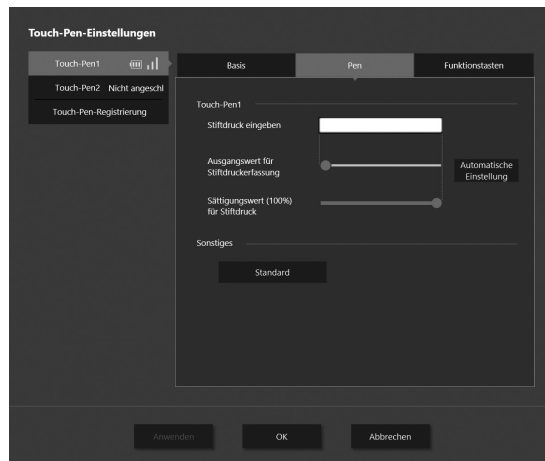 Touch-Pen-Einstellungen
Touch-Pen1
Basis
Pen
Funktionstasten
Touch-Pen2 Nicht angeschl
Touch-Pen-Registrierung
Touch-Pen1
Stiftdruck eingeben
Ausgangswert für
Stiftdruckerfassung
Automatische
Einstellung
Sättigungswert (100%)
für Stiftdruck
Sonstiges
Standard
Anwenden
OK
Abbrechen